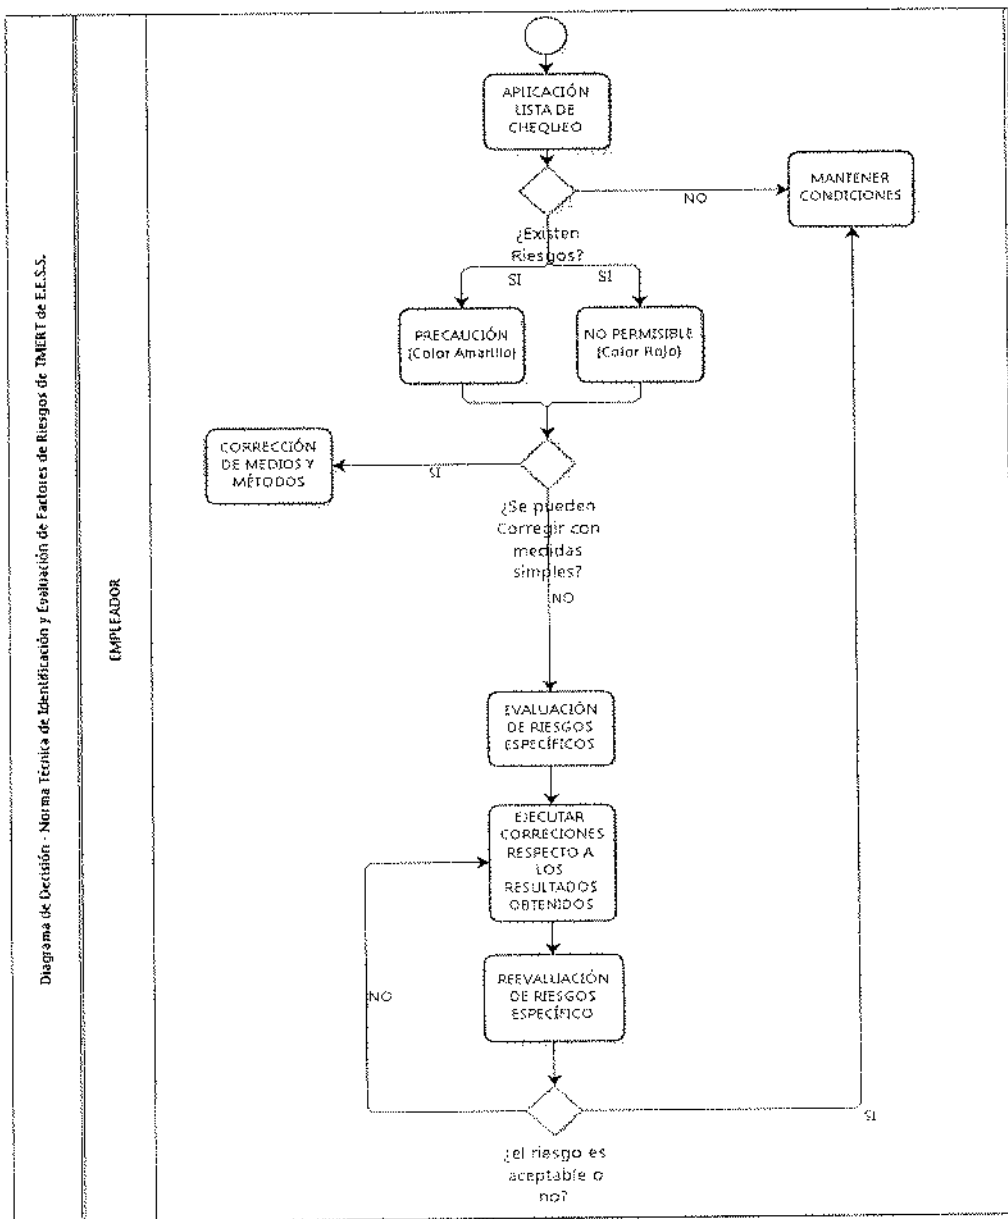 Diagrama de Decisión - Norma Técnica de Identificación y Evaluación de Factores de Riesgos de TMERT de E.E.S.S.
EMPLEADOR
APLICACIÓN
LISTA DE
CHEQUEO
¿Existen
Riesgos?
NO
MANTENER
CONDICIONES
SI
SI
PRECAUCIÓN
(Color Amarillo)
NO PERMISIBLE
(Color Rojo)
CORRECCIÓN
DE MEDIOS Y
MÉTODOS
SI
¿Se pueden
Corregir con
medidas
simples?
NO
EVALUACIÓN
DE RIESGOS
ESPECÍFICOS
EJECUTAR
CORRECIONES
RESPECTO A
LOS
RESULTADOS
OBTENIDOS
REEVALUACIÓN
DE RIESGOS
ESPECÍFICO
NO
SI
¿el riesgo es
aceptable o
no?